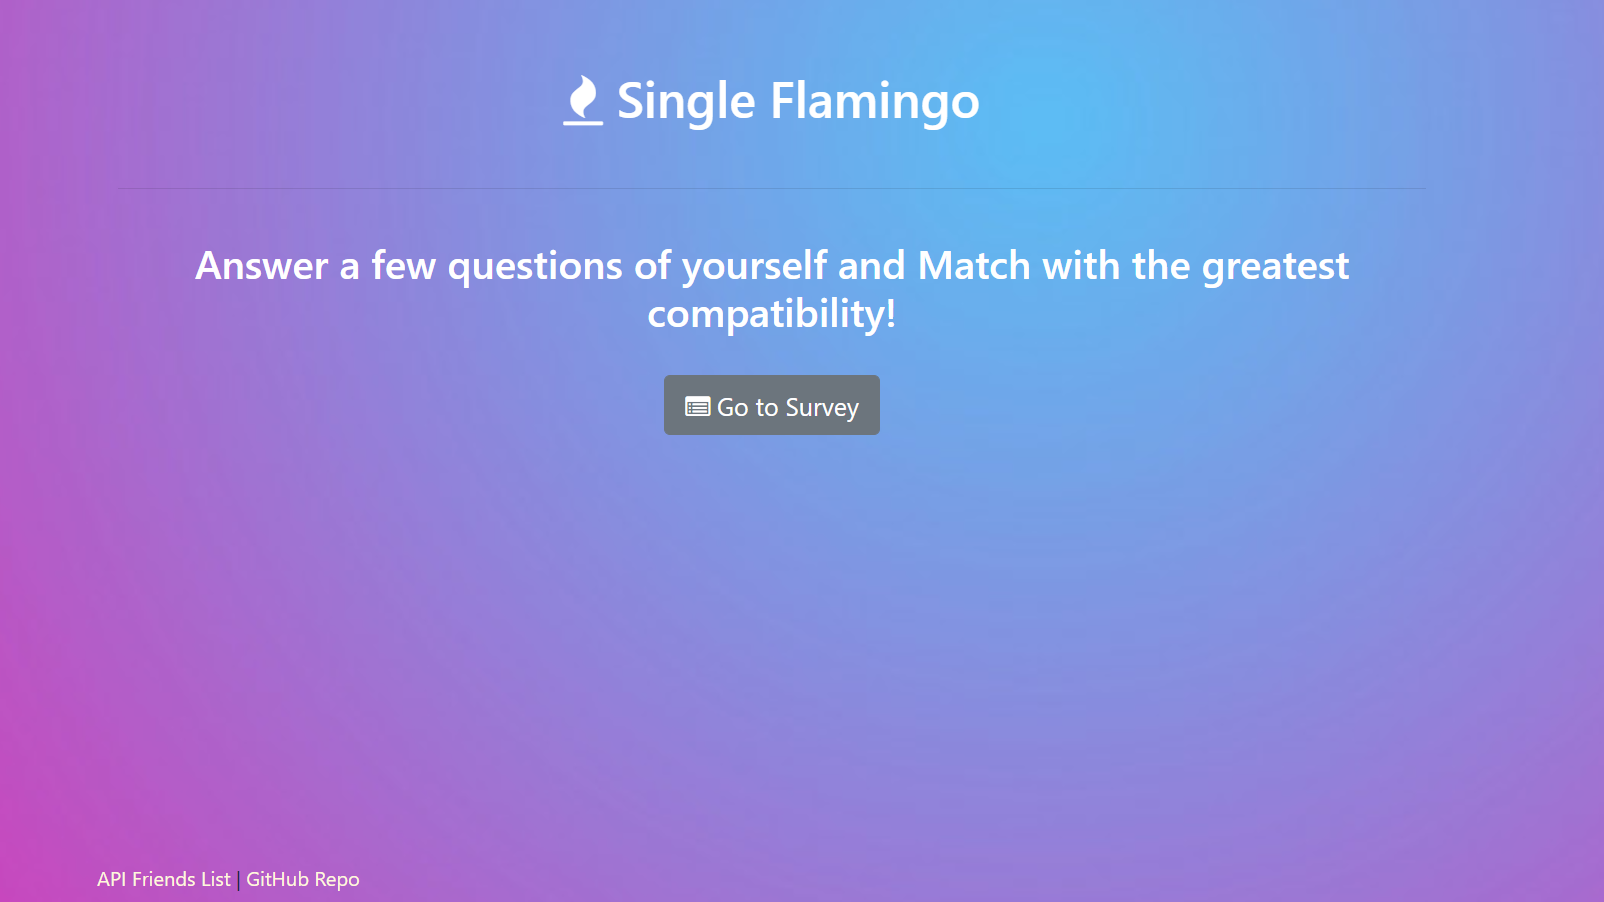 Single Flamingo
Answer a few questions of yourself and Match with the greatest
compatibility!
Go to Survey
API Friends List | GitHub Repo